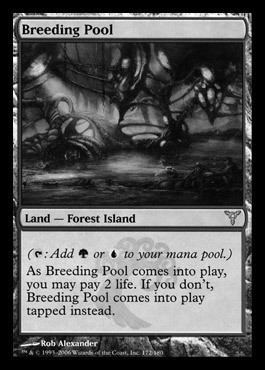 Breeding Pool
Land — Forest Island
(: Add or to your mana pool.)
As Breeding Pool comes into play,
you may pay 2 life. If you don't,
Breeding Pool comes into play
tapped instead.
Rob Alexander
™ & © 1993-2006 Wizards of the Coast, Inc. 172/180